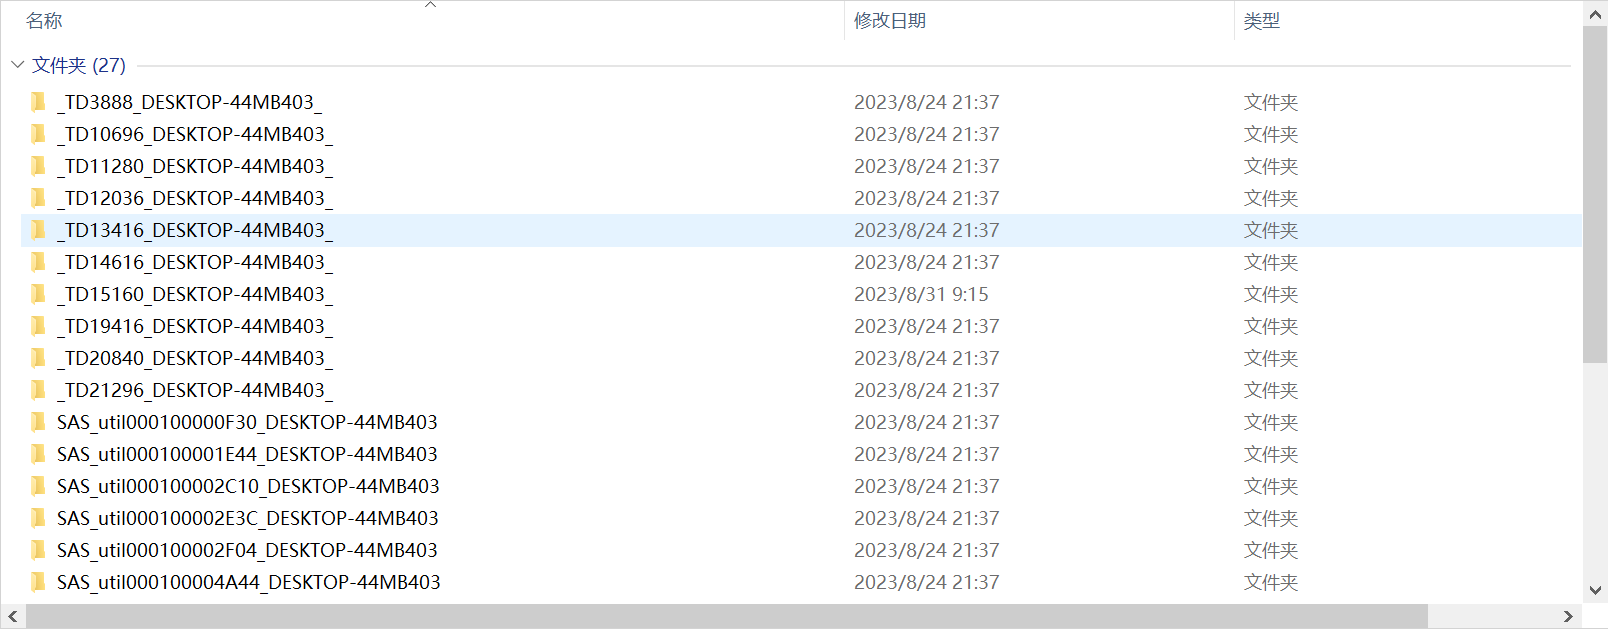 名称 修改日期 类型
文件夹 (27)
_TD3888_DESKTOP-44MB403_ 2023/8/24 21:37 文件夹
_TD10696_DESKTOP-44MB403_ 2023/8/24 21:37 文件夹
_TD11280_DESKTOP-44MB403_ 2023/8/24 21:37 文件夹
_TD12036_DESKTOP-44MB403_ 2023/8/24 21:37 文件夹
_TD13416_DESKTOP-44MB403_ 2023/8/24 21:37 文件夹
_TD14616_DESKTOP-44MB403_ 2023/8/24 21:37 文件夹
_TD15160_DESKTOP-44MB403_ 2023/8/31 9:15 文件夹
_TD19416_DESKTOP-44MB403_ 2023/8/24 21:37 文件夹
_TD20840_DESKTOP-44MB403_ 2023/8/24 21:37 文件夹
_TD21296_DESKTOP-44MB403_ 2023/8/24 21:37 文件夹
SAS_util000100000F30_DESKTOP-44MB403 2023/8/24 21:37 文件夹
SAS_util000100001E44_DESKTOP-44MB403 2023/8/24 21:37 文件夹
SAS_util000100002C10_DESKTOP-44MB403 2023/8/24 21:37 文件夹
SAS_util000100002E3C_DESKTOP-44MB403 2023/8/24 21:37 文件夹
SAS_util000100002F04_DESKTOP-44MB403 2023/8/24 21:37 文件夹
SAS_util000100004A44_DESKTOP-44MB403 2023/8/24 21:37 文件夹